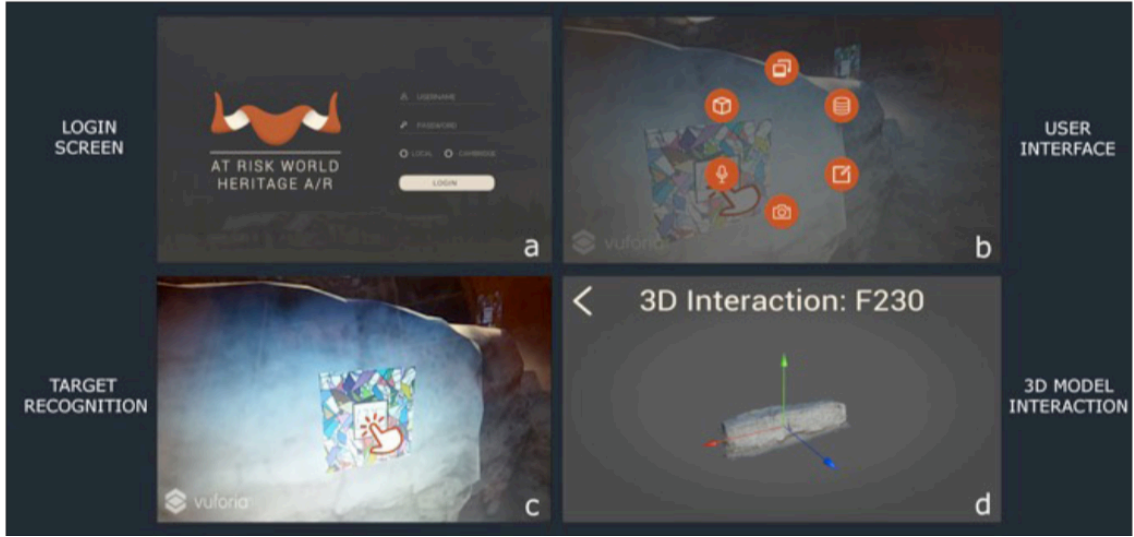 LOGIN
SCREEN
AT RISK WORLD
HERITAGE A/R
USERNAME
PASSWORD
LOCAL
CAMBRIDGE
LOGIN
a
vuforia
b
USER
INTERFACE
TARGET
RECOGNITION
vuforia
c
3D Interaction: F230
d
3D MODEL
INTERACTION